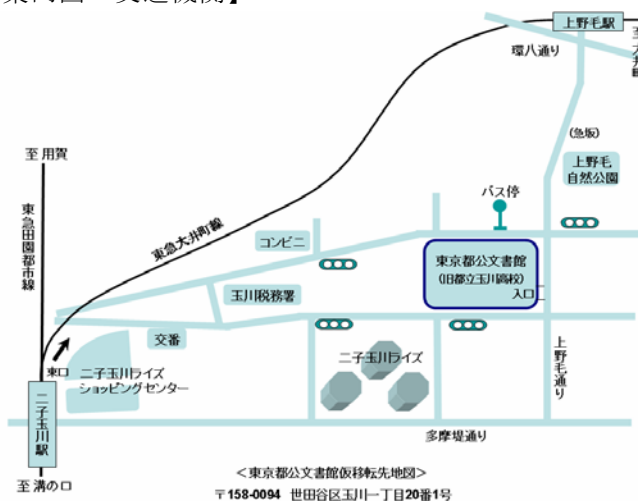 上野毛駅
環八通り
(急坂)
上野毛
自然公園
至 用賀
バス停
東急田園都市線
東急大井町線
コンビニ
東京都公文書館
(旧都立玉川高校)
入口
玉川税務署
交番
二子玉川ライズ
東口
二子玉川ライズ
ショッピングセンター
上野毛通り
二子玉川駅
多摩堤通り
至 溝の口
＜東京都公文書館仮移転先地図＞
〒158-0094 世田谷区玉川一丁目20番1号